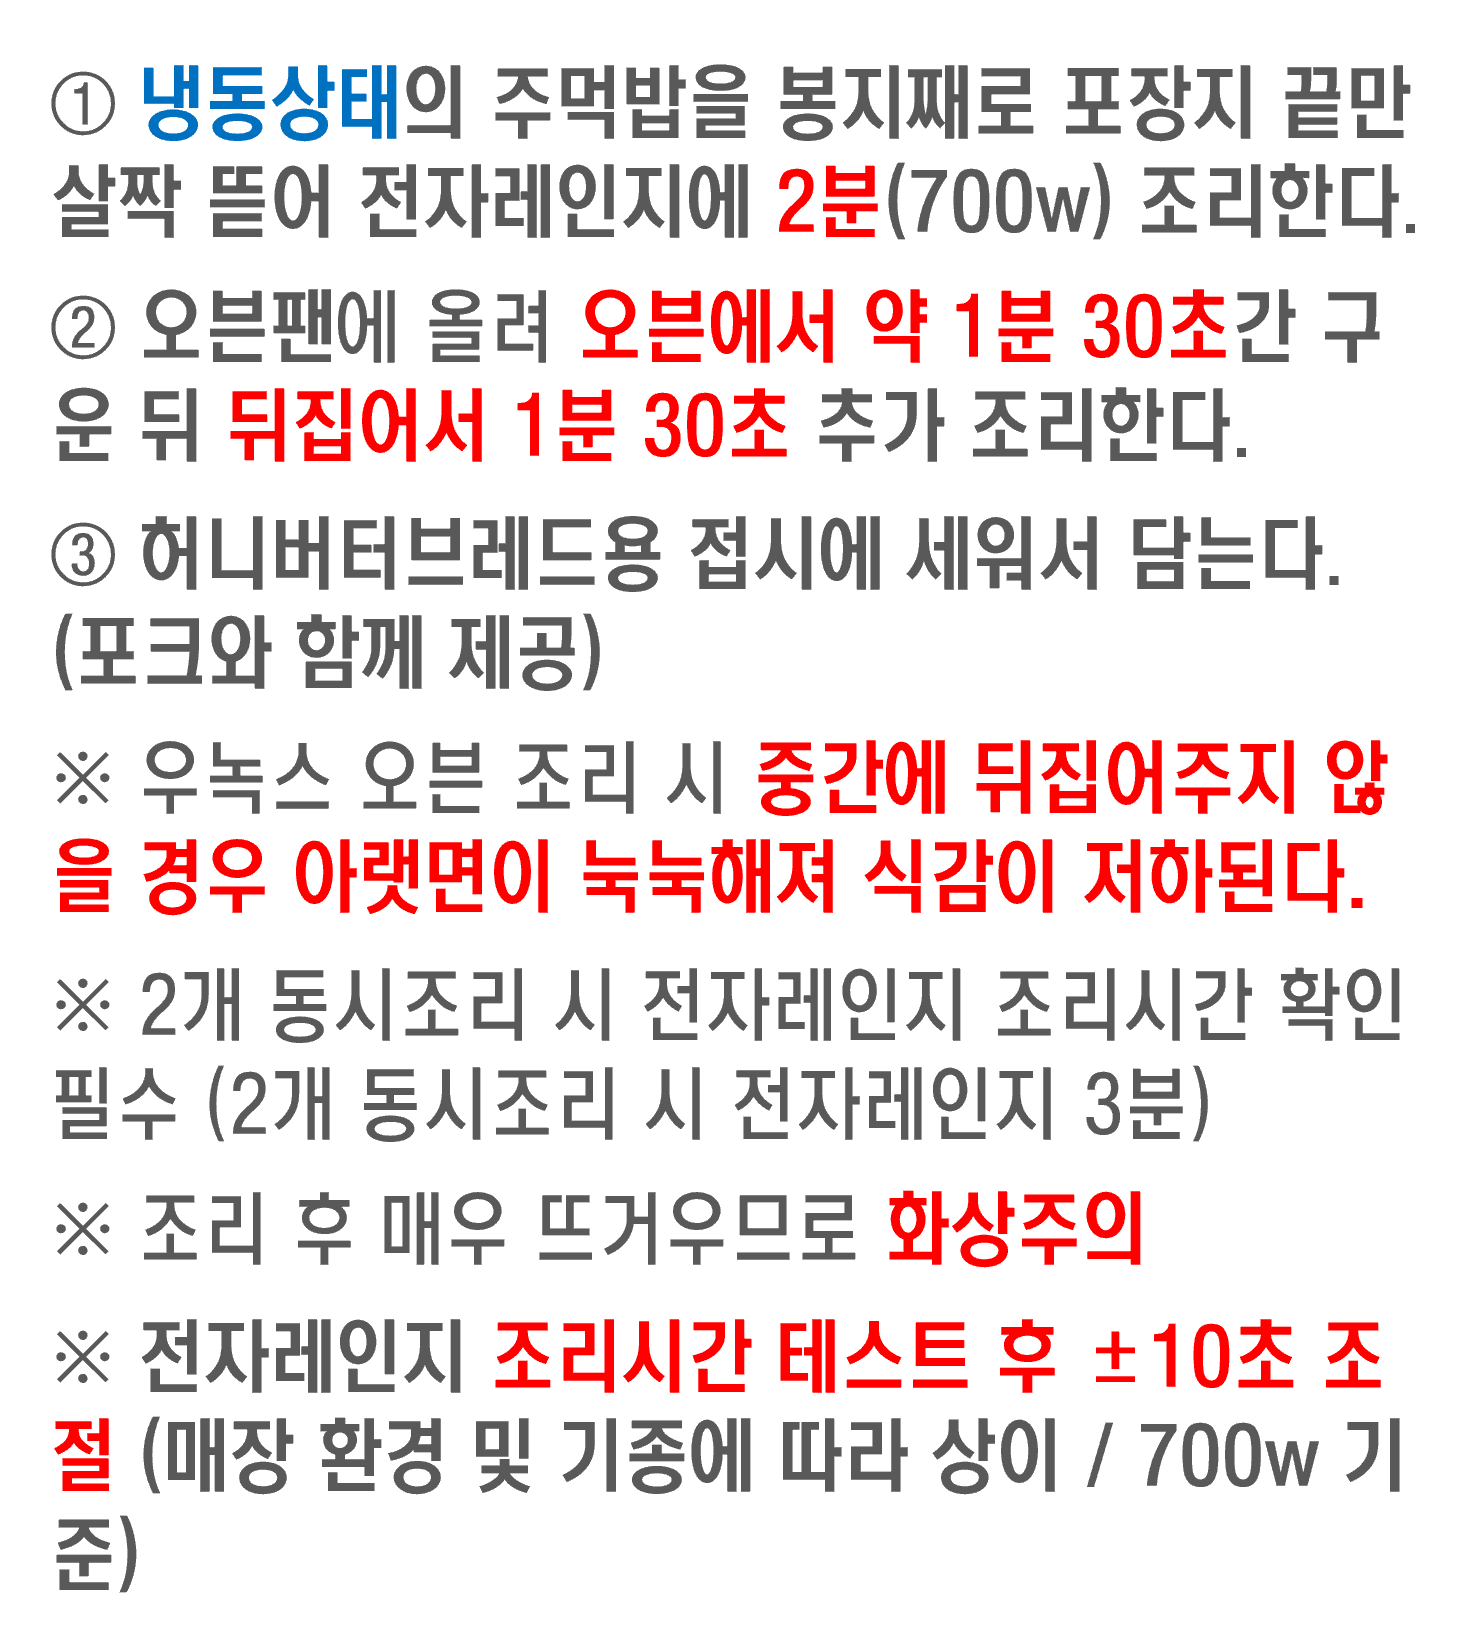 ① 냉동상태의 주먹밥을 봉지째로 포장지 끝만
살짝 뜯어 전자레인지에 2분(700w) 조리한다.
② 오븐팬에 올려 오븐에서 약 1분 30초간 구
운 뒤 뒤집어서 1분 30초 추가 조리한다.
③ 허니버터브레드용 접시에 세워서 담는다.
(포크와 함께 제공)
※ 우녹스 오븐 조리 시 중간에 뒤집어주지 않
을 경우 아랫면이 눅눅해져 식감이 저하된다.
※ 2개 동시조리 시 전자레인지 조리시간 확인
필수 (2개 동시조리 시 전자레인지 3분)
※ 조리 후 매우 뜨거우므로 화상주의
※ 전자레인지 조리시간 테스트 후 ±10초 조
절 (매장 환경 및 기종에 따라 상이 / 700w 기
준)